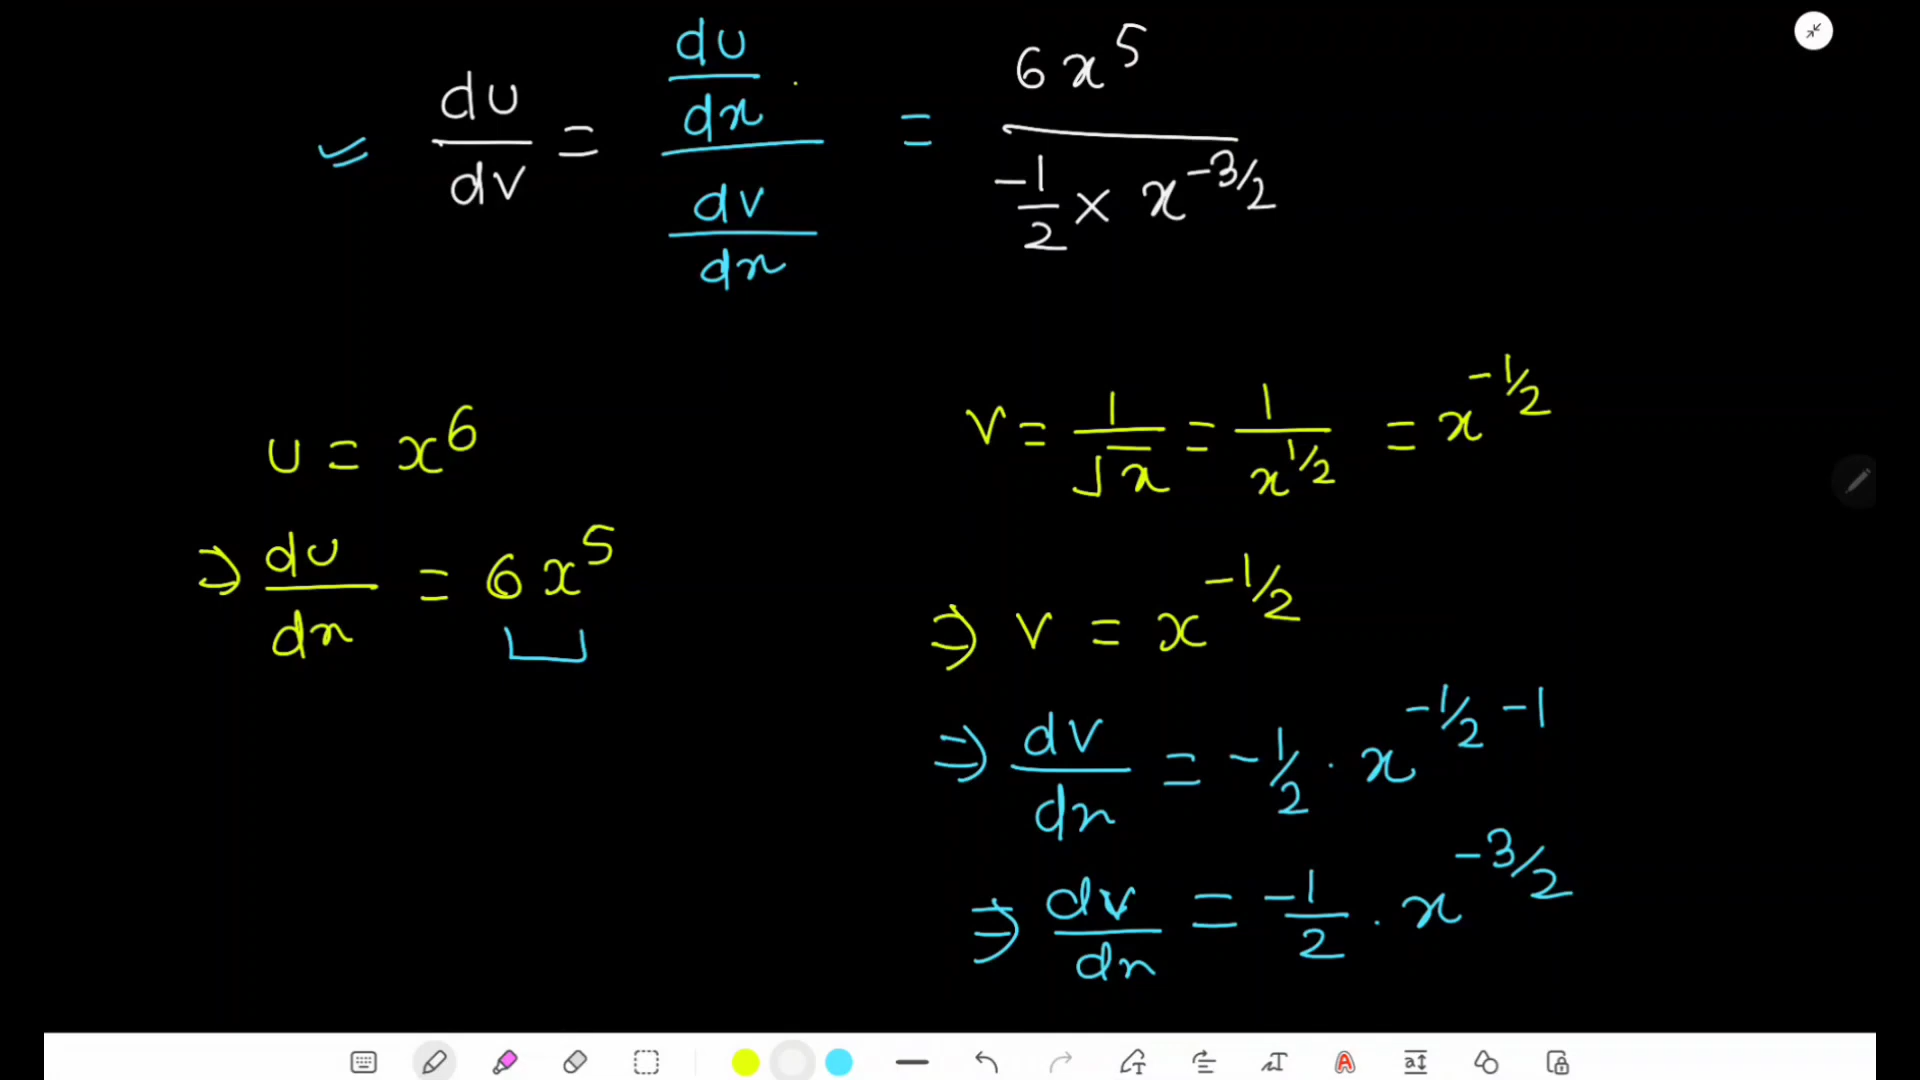 du/dv = (du/dx)/(dv/dx) = 6x^5/(-1/2 × x^-3/2)
u = x^6
⇒ du/dx = 6x^5
v = 1/√x = 1/x^1/2 = x^-1/2
⇒ v = x^-1/2
⇒ dv/dx = -1/2 · x^-1/2 -1
⇒ dv/dx = -1/2 · x^-3/2